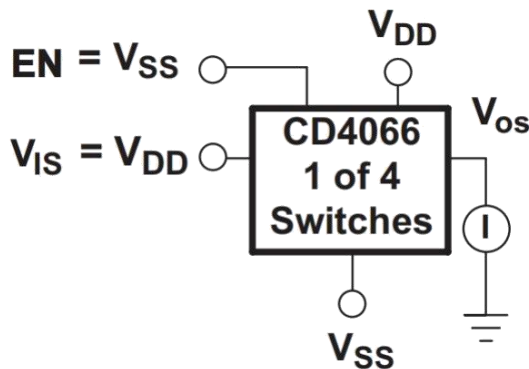 V_DD
EN = V_SS
V_os
V_IS = V_DD
CD4066
1 of 4
Switches
I
V_SS